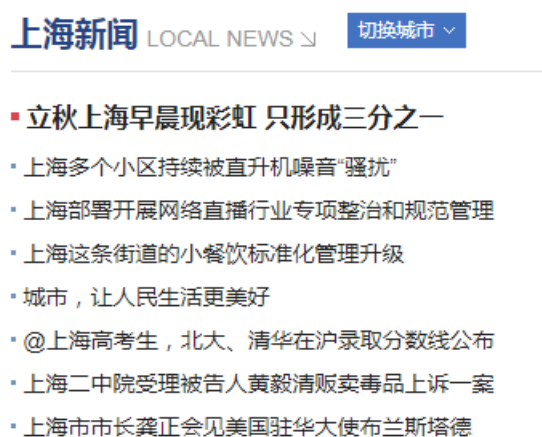 上海新闻 LOCAL NEWS 切换城市
立秋上海早晨现彩虹 只形成三分之一
上海多个小区持续被直升机噪音“骚扰”
上海部署开展网络直播行业专项整治和规范管理
上海这条街道的小餐饮标准化管理升级
城市，让人民生活更美好
@上海高考生，北大、清华在沪录取分数线公布
上海二中院受理被告人黄毅清贩卖毒品上诉一案
上海市市长龚正会见美国驻华大使布兰斯塔德